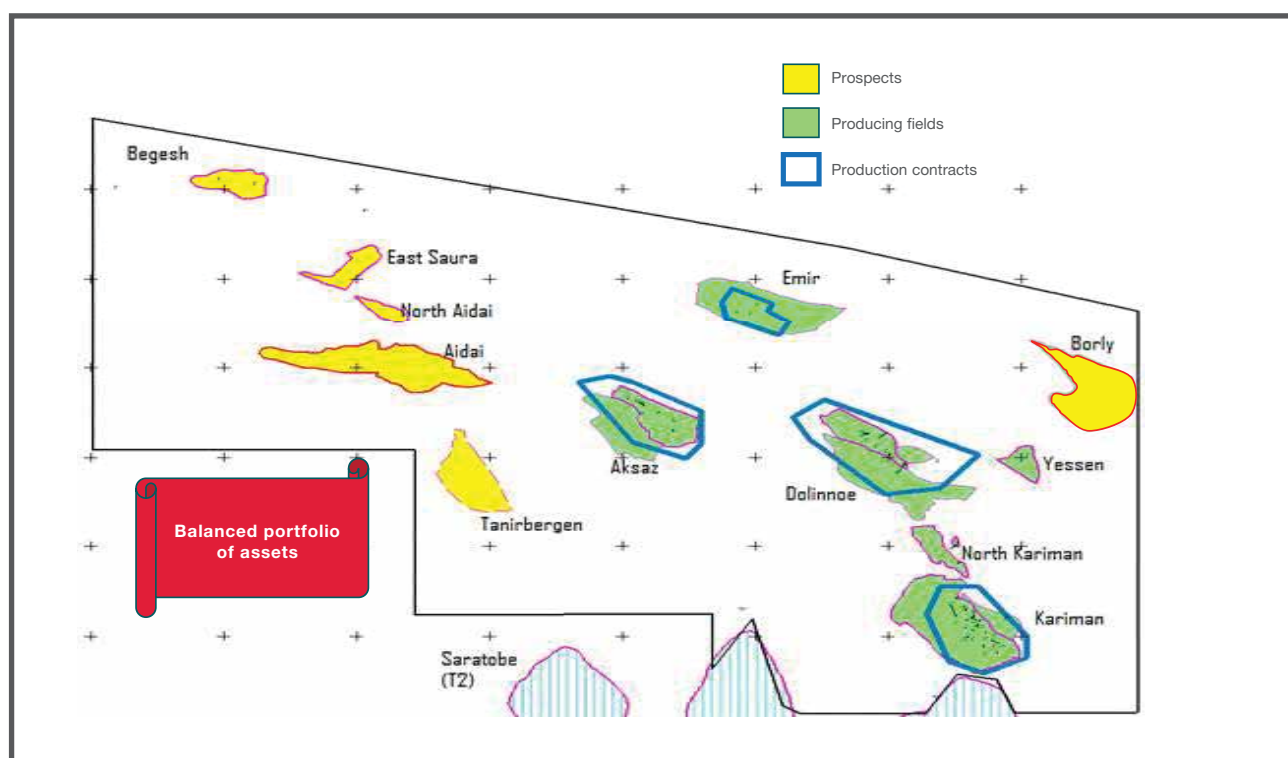 Prospects
Producing fields
Production contracts
Begesh
East Saura
North Aidai
Aidai
Emir
Borly
Aksaz
Dolinnoe
Yessen
Tanirbergen
Balanced portfolio
of assets
North Kariman
Kariman
Saratobe
(T2)